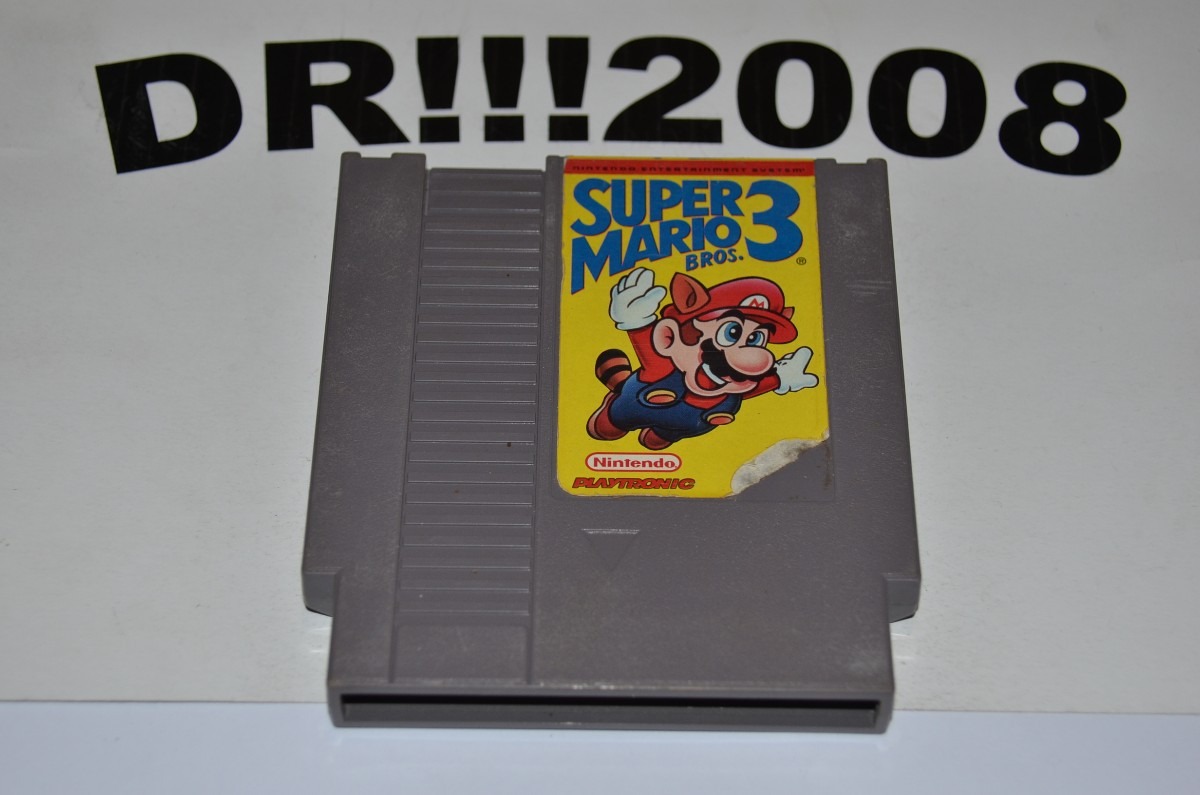 DR!!!2008
NINTENDO ENTERTAINMENT SYSTEM
SUPER
MARIO 3
BROS.
®
M
Nintendo
PLAYTRONIC